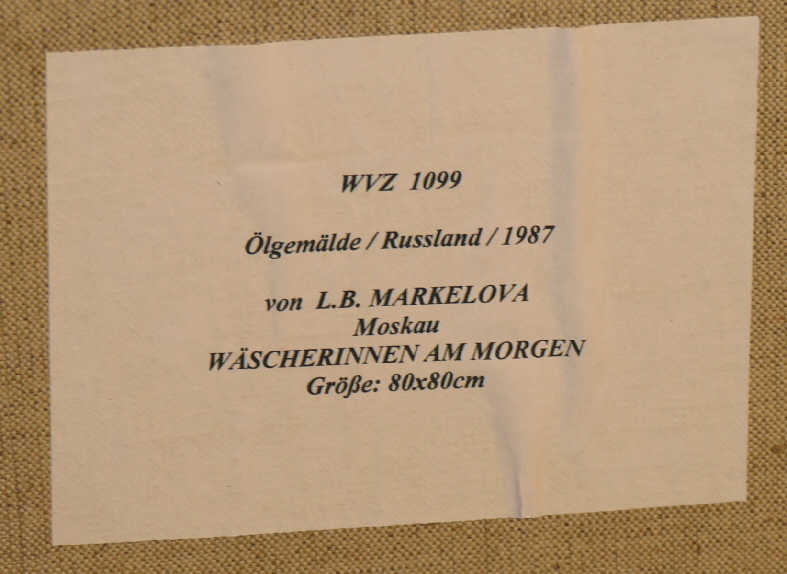 WVZ 1099
Ölgemälde / Russland / 1987
von L.B. MARKELOVA
Moskau
WÄSCHERINNEN AM MORGEN
Größe: 80x80cm